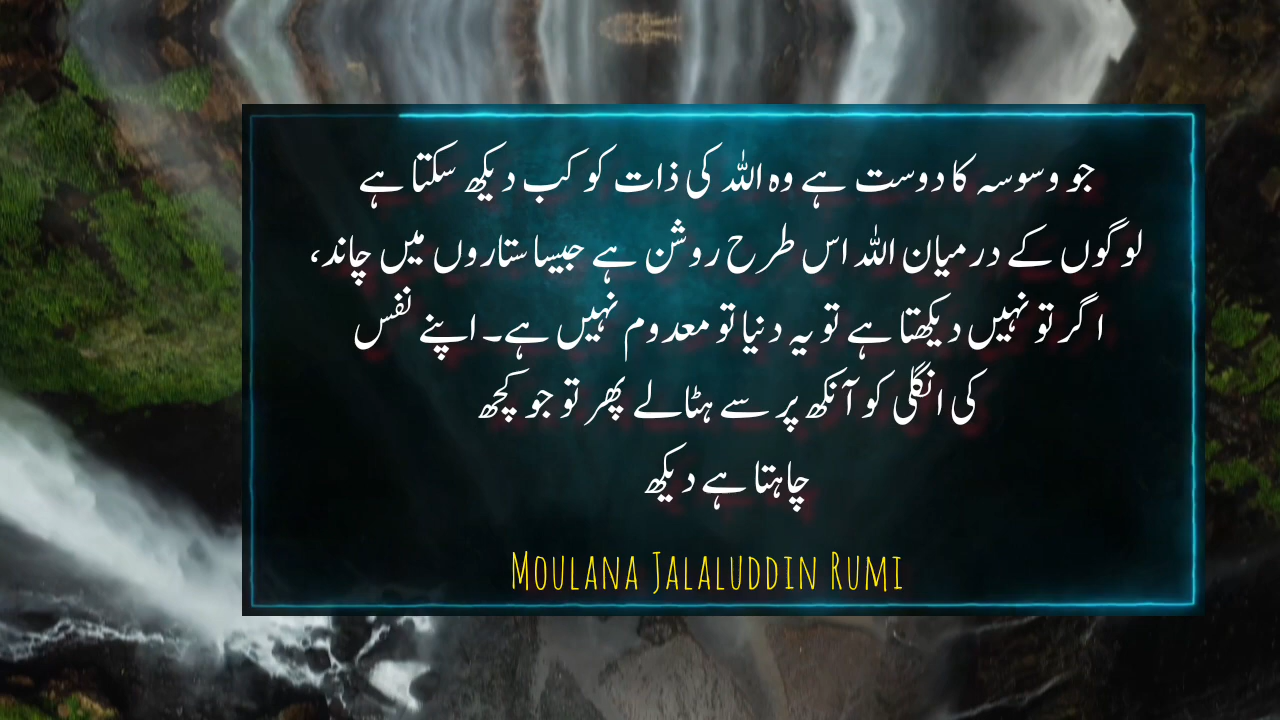 جو وسوسہ کا دوست ہے وہ اللہ کی ذات کو کب دیکھ سکتا ہے
لوگوں کے درمیان اللہ اس طرح روشن ہے جیسا ستاروں میں چاند،
اگر تو نہیں دیکھتا ہے تو یہ دنیا تو معدوم نہیں ہے۔ اپنے نفس
کی انگلی کو آنکھ پر سے ہٹالے پھر تو جو کچھ
چاہتا ہے دیکھ
Moulana Jalaluddin Rumi